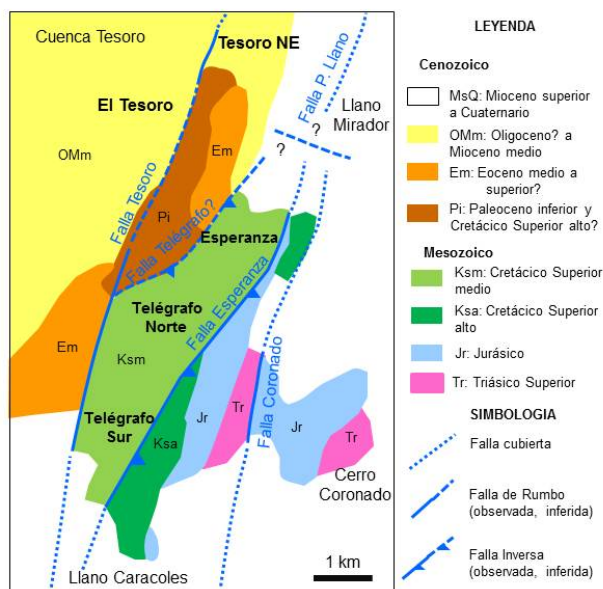 Cuenca Tesoro
Tesoro NE
Falla P. Llano
Llano
Mirador
El Tesoro
?
?
OMm
Em
Falla Tesoro
Pi
Falla Telégrafo?
Esperanza
Telégrafo
Norte
Falla Esperanza
Em
Ksm
Falla Coronado
Telégrafo
Sur
Ksa
Jr
Tr
Jr
Tr
Cerro
Coronado
Llano Caracoles
1 km
LEYENDA
Cenozoico
MsQ: Mioceno superior
a Cuaternario
OMm: Oligoceno? a
Mioceno medio
Em: Eoceno medio a
superior?
Pi: Paleoceno inferior y
Cretácico Superior alto?
Mesozoico
Ksm: Cretácico Superior
medio
Ksa: Cretácico Superior
alto
Jr: Jurásico
Tr: Triásico Superior
SIMBOLOGIA
Falla cubierta
Falla de Rumbo
(observada, inferida)
Falla Inversa
(observada, inferida)